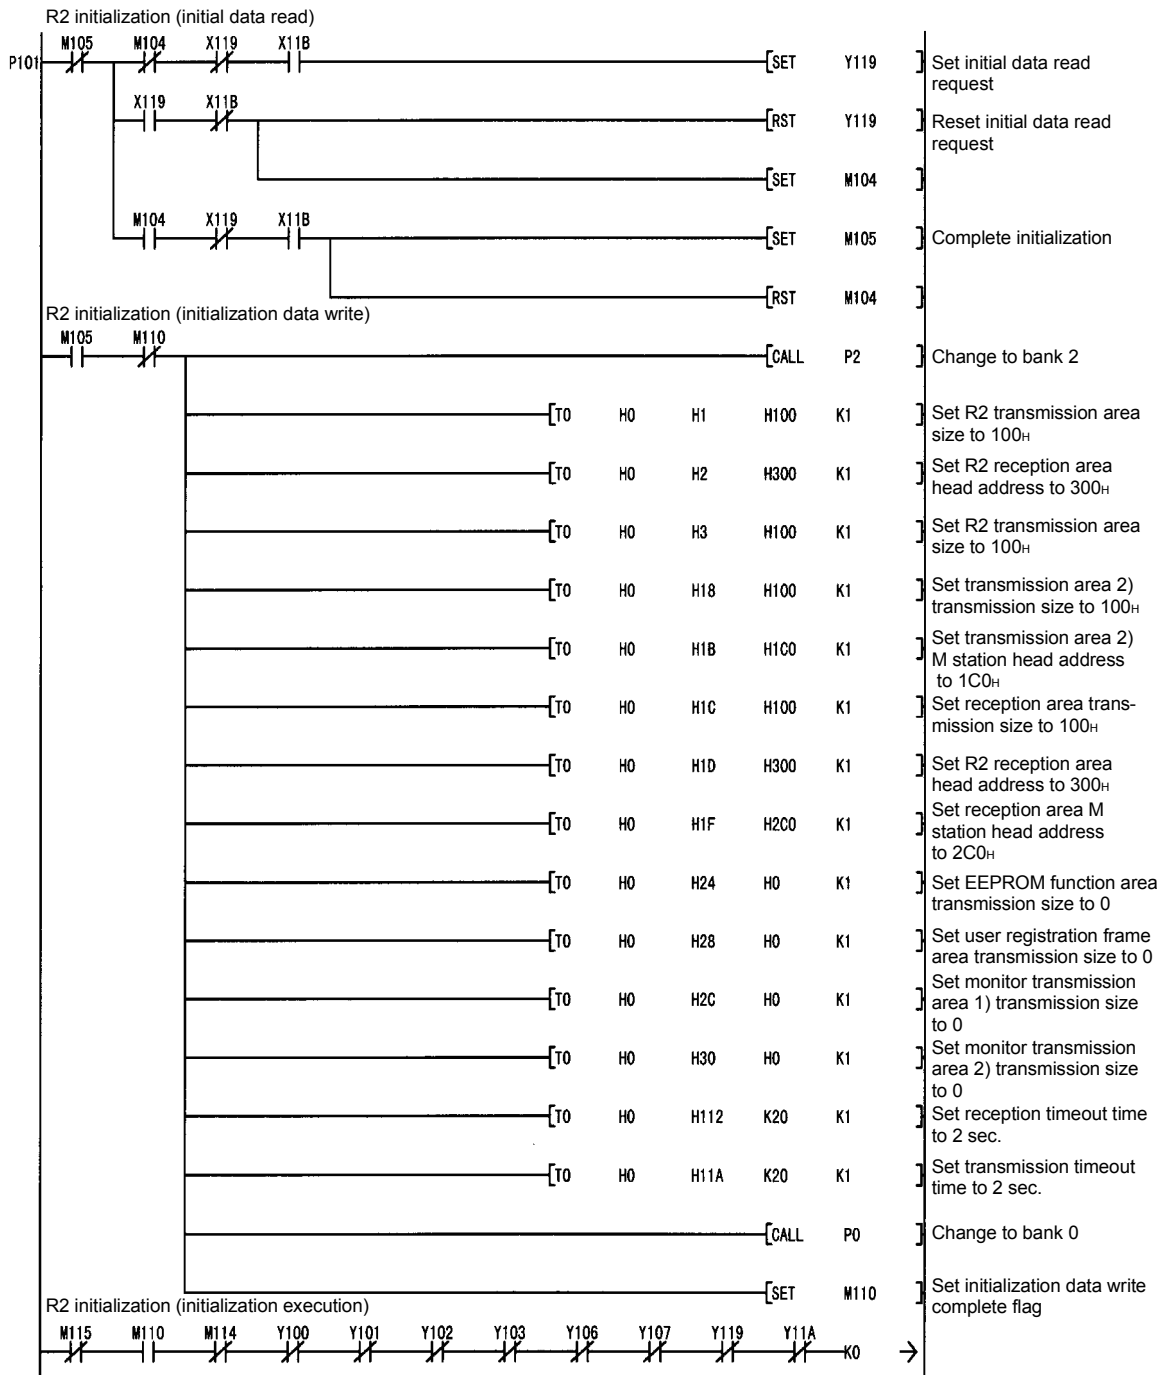 R2 initialization (initial data read)
M105 M104 X119 X11B
P101 SET Y119 Set initial data read
request
X119 X11B
RST Y119 Reset initial data read
request
SET M104
M104 X119 X11B
SET M105 Complete initialization
RST M104
R2 initialization (initialization data write)
M105 M110
CALL P2 Change to bank 2
TO H0 H1 H100 K1 Set R2 transmission area
size to 100H
TO H0 H2 H300 K1 Set R2 reception area
head address to 300H
TO H0 H3 H100 K1 Set R2 transmission area
size to 100H
TO H0 H18 H100 K1 Set transmission area 2)
transmission size to 100H
TO H0 H1B H1C0 K1 Set transmission area 2)
M station head address
to 1C0H
TO H0 H1C H100 K1 Set reception area trans-
mission size to 100H
TO H0 H1D H300 K1 Set R2 reception area
head address to 300H
TO H0 H1F H2C0 K1 Set reception area M
station head address
to 2C0H
TO H0 H24 H0 K1 Set EEPROM function area
transmission size to 0
TO H0 H28 H0 K1 Set user registration frame
area transmission size to 0
TO H0 H2C H0 K1 Set monitor transmission
area 1) transmission size
to 0
TO H0 H30 H0 K1 Set monitor transmission
area 2) transmission size
to 0
TO H0 H112 K20 K1 Set reception timeout time
to 2 sec.
TO H0 H11A K20 K1 Set transmission timeout
time to 2 sec.
CALL P0 Change to bank 0
SET M110 Set initialization data write
complete flag
R2 initialization (initialization execution)
M115 M110 M114 Y100 Y101 Y102 Y103 Y106 Y107 Y119 Y11A
K0